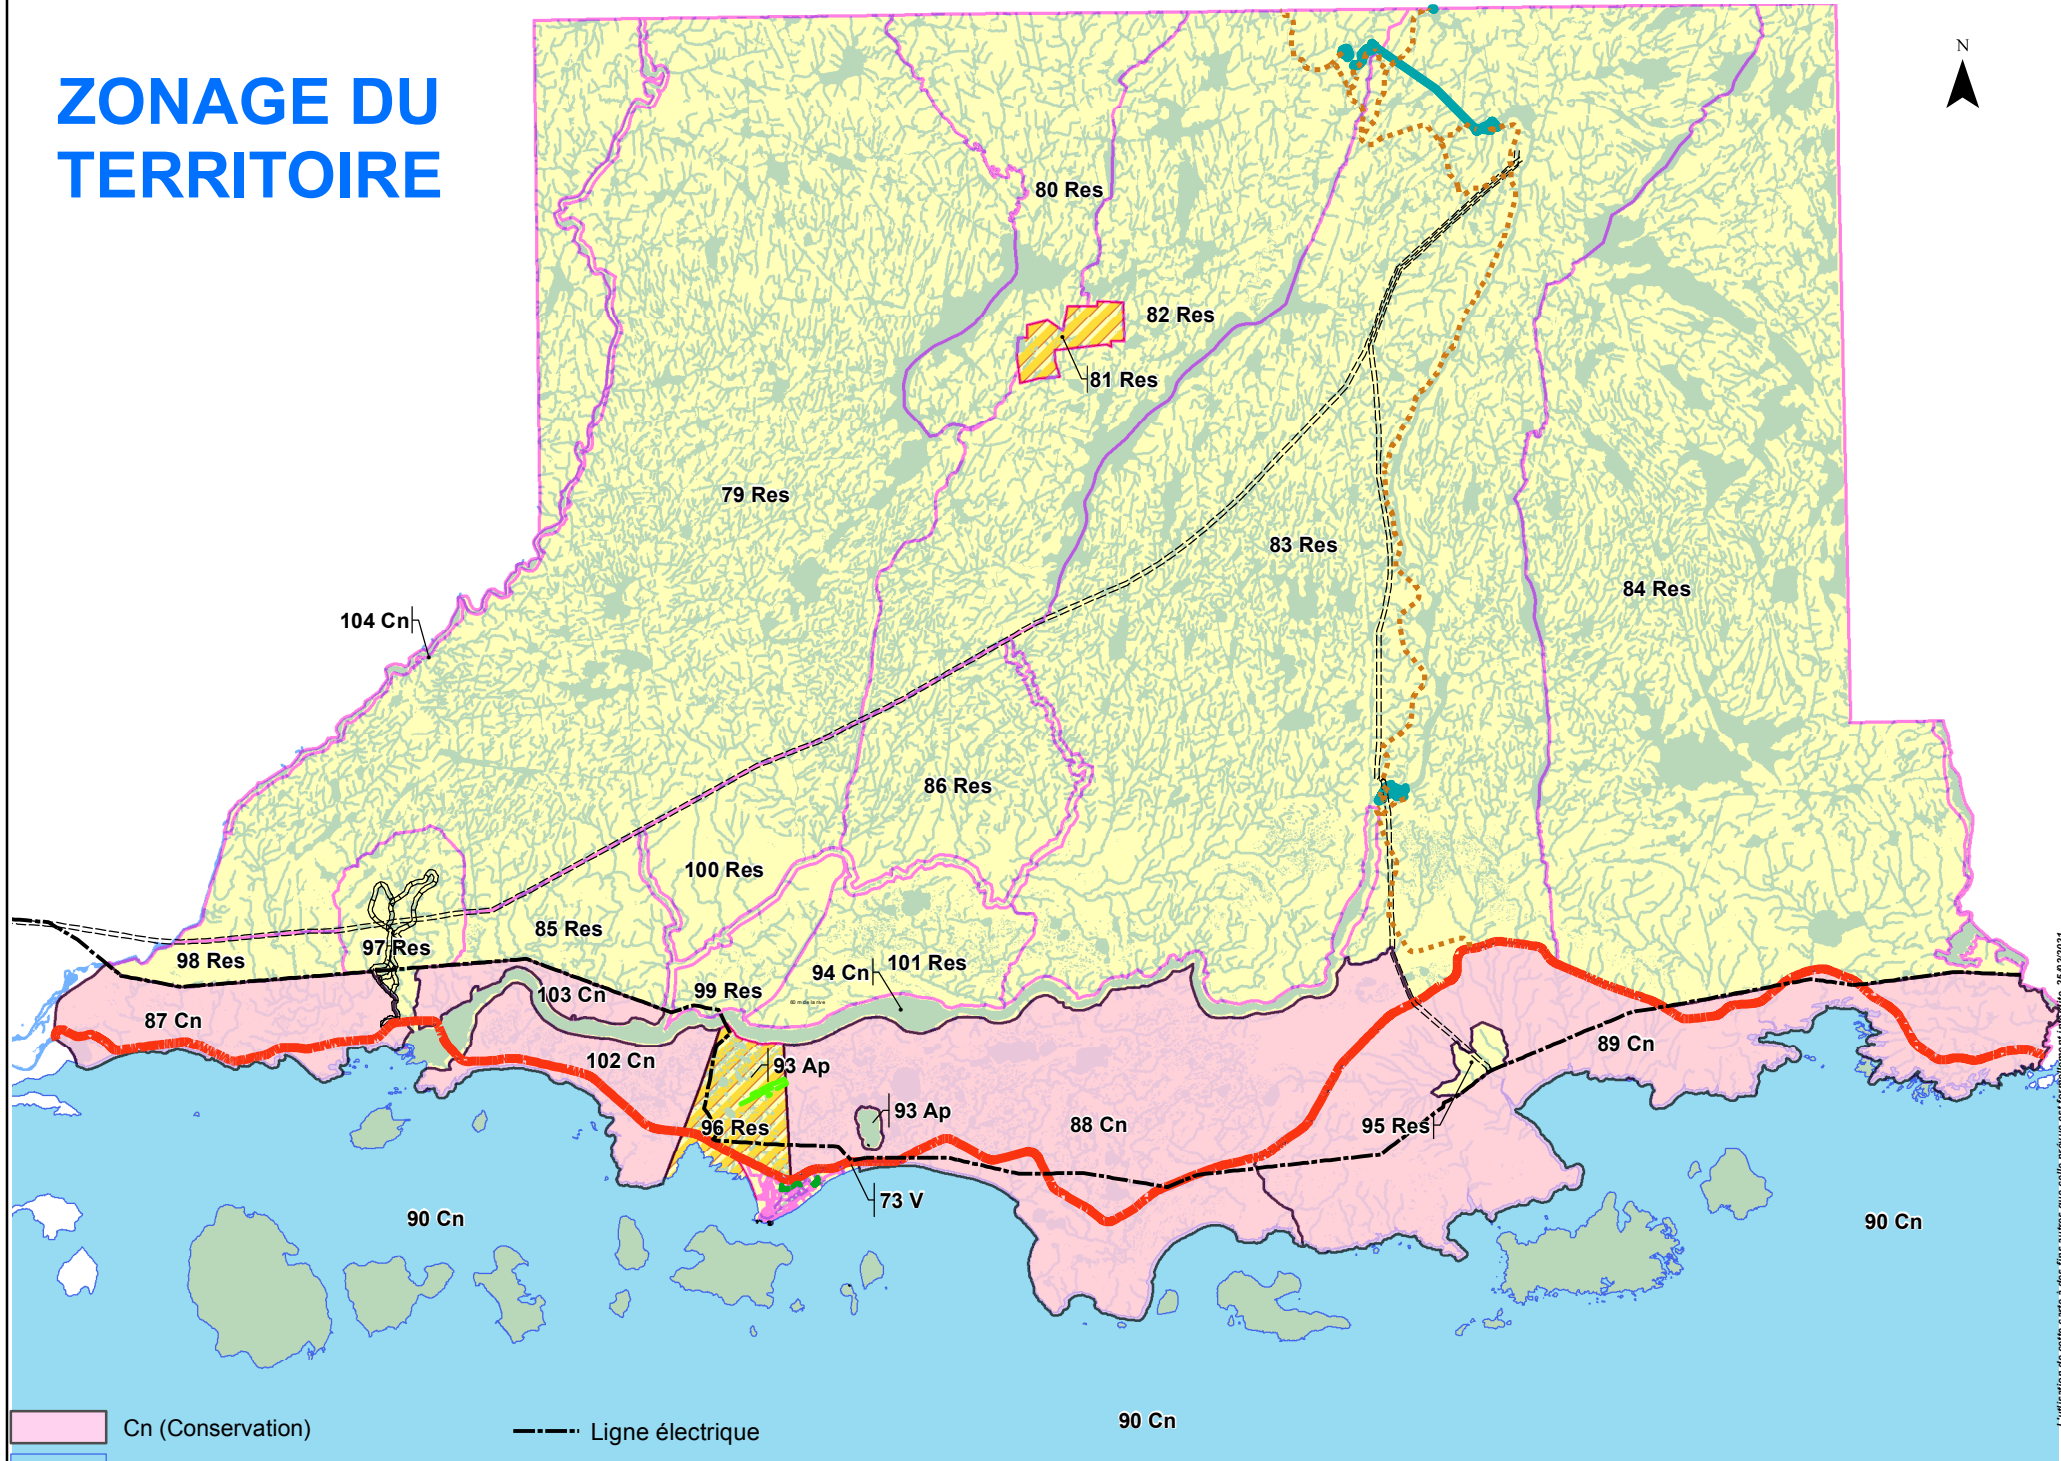 ZONAGE DU
TERRITOIRE
N
80 Res
82 Res
81 Res
79 Res
83 Res
84 Res
104 Cn
86 Res
100 Res
85 Res
97 Res
98 Res
94 Cn
101 Res
99 Res
103 Cn
87 Cn
102 Cn
93 Ap
93 Ap
96 Res
88 Cn
89 Cn
95 Res
73 V
90 Cn
90 Cn
90 Cn
Cn (Conservation)
Ligne électrique